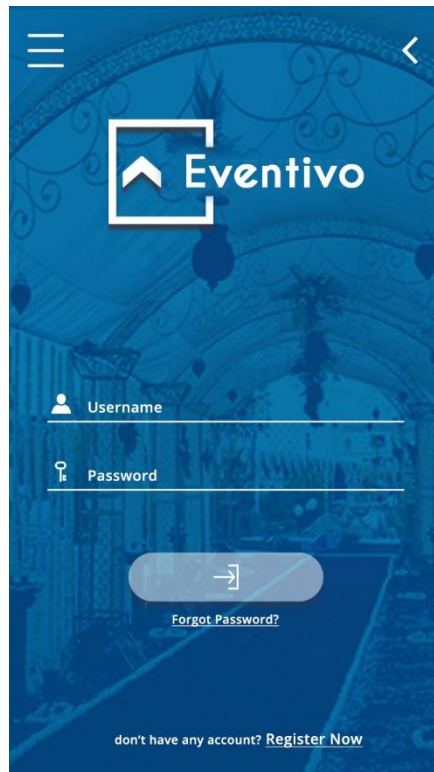 Eventivo
Username
Password
Forgot Password?
don't have any account? Register Now